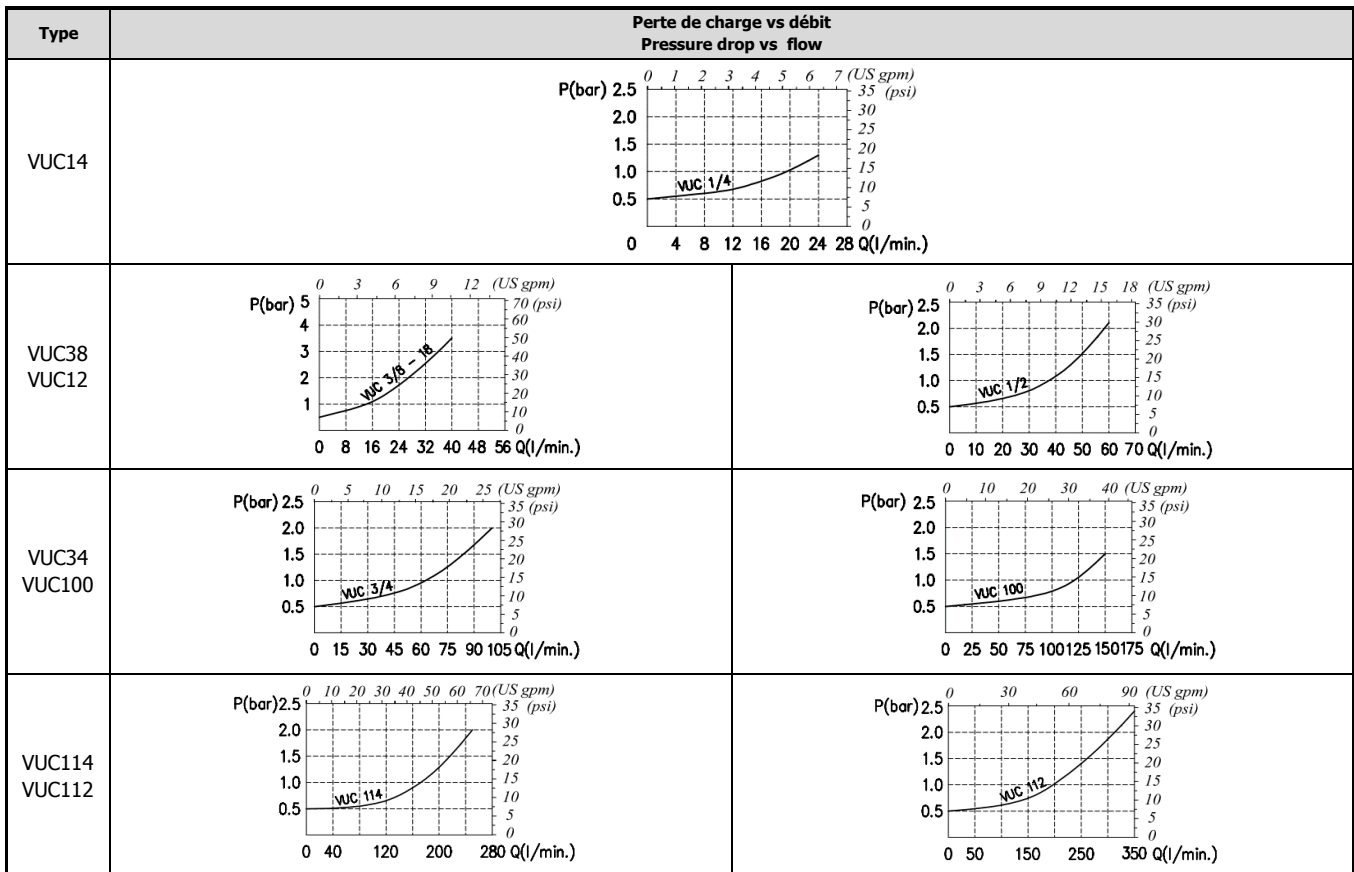 Type
Perte de charge vs débit
Pressure drop vs flow
VUC14
0 1 2 3 4 5 6 7 (US gpm)
P(bar) 2.5 35 (psi)
30
2.0
25
1.5 20
15
1.0
VUC 1/4 10
0.5 5
0
0 4 8 12 16 20 24 28 Q(l/min.)
VUC38
VUC12
0 3 6 9 12 (US gpm)
P(bar) 5 70 (psi)
4 60
50
3 40
2 30
VUC 3/8 - 18 20
1 10
0
0 8 16 24 32 40 48 56 Q(l/min.)
0 3 6 9 12 15 18 (US gpm)
P(bar) 2.5 35 (psi)
2.0 30
25
1.5 20
15
1.0
VUC 1/2 10
0.5 5
0
0 10 20 30 40 50 60 70 Q(l/min.)
VUC34
VUC100
0 5 10 15 20 25 (US gpm)
P(bar) 2.5 35 (psi)
2.0 30
25
1.5 20
1.0 15
VUC 3/4 10
0.5 5
0
0 15 30 45 60 75 90 105 Q(l/min.)
0 10 20 30 40 (US gpm)
P(bar) 2.5 35 (psi)
2.0 30
25
1.5 20
1.0 15
VUC 100 10
0.5 5
0
0 25 50 75 100 125 150 175 Q(l/min.)
VUC114
VUC112
0 10 20 30 40 50 60 70 (US gpm)
P(bar) 2.5 35 (psi)
2.0 30
25
1.5 20
1.0 15
VUC 114 10
0.5 5
0
0 40 120 200 280 Q(l/min.)
0 30 60 90 (US gpm)
P(bar) 2.5 35 (psi)
2.0 30
25
1.5 20
1.0 15
VUC 112 10
0.5 5
0
0 50 150 250 350 Q(l/min.)